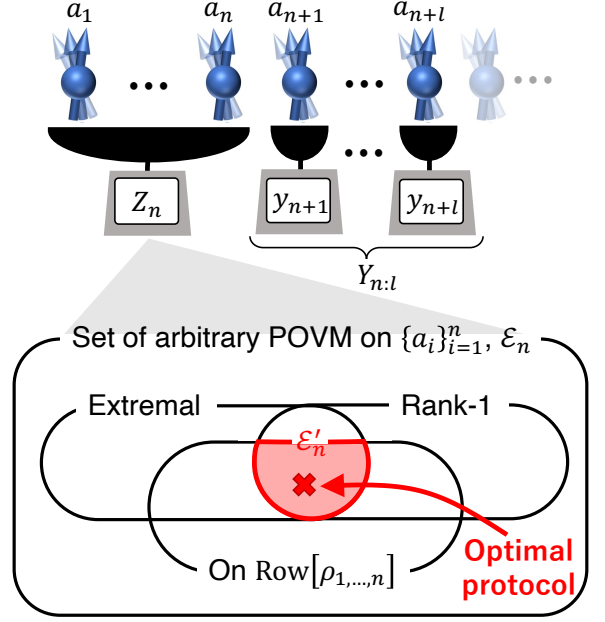 a₁ ... aₙ aₙ₊₁ ... aₙ₊ₗ ...
Zₙ yₙ₊₁ ... yₙ₊ₗ
Yₙ:ₗ
Set of arbitrary POVM on {aᵢ}ⁿᵢ₌₁, ℰₙ
Extremal Rank-1
ℰ′ₙ
On Row[ρ₁,...,ₙ]
Optimal
protocol